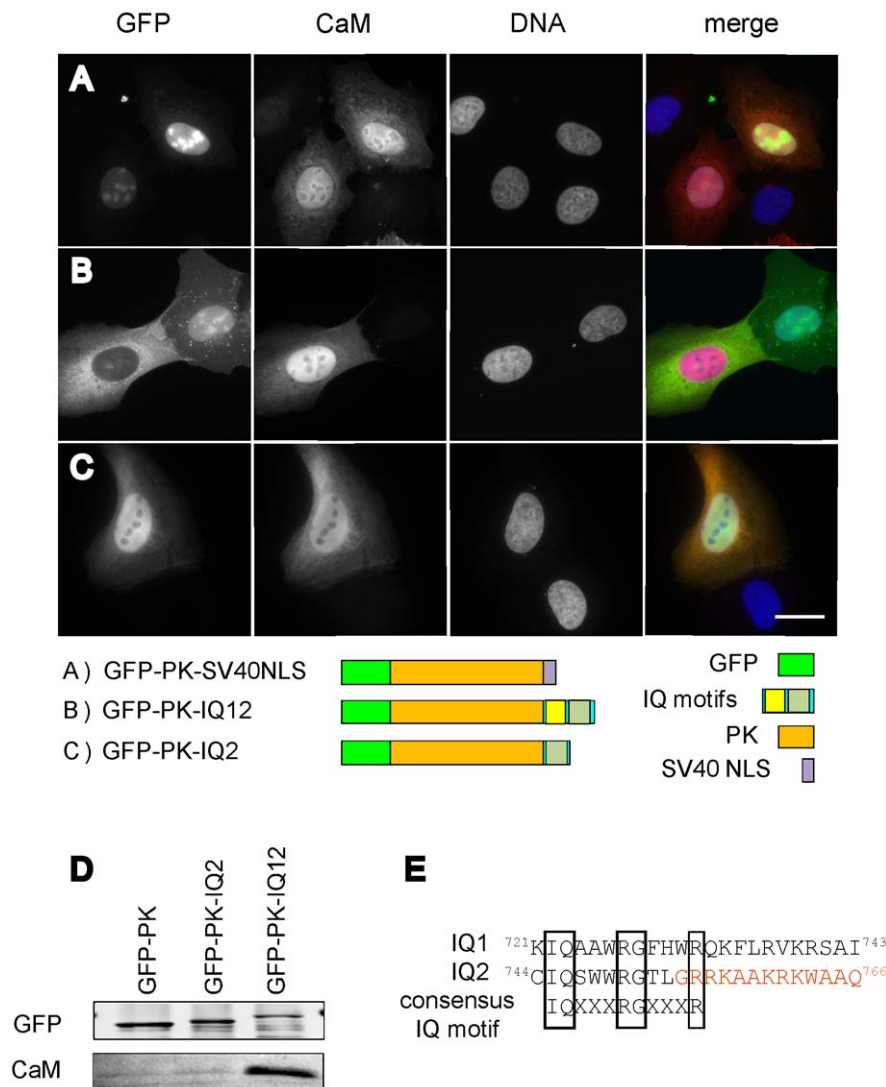 GFP CaM DNA merge
A
B
C
A) GFP-PK-SV40NLS
B) GFP-PK-IQ12
C) GFP-PK-IQ2
GFP
IQ motifs
PK
SV40 NLS
D
GFP-PK
GFP-PK-IQ2
GFP-PK-IQ12
GFP
CaM
E
IQ1 721KIQAAWRGFHWRQKFLRVKRSAI743
IQ2 744CIQSWWRGTLGRRKAAKRKWAAQ766
consensus IQXXXRGXXXR
IQ motif